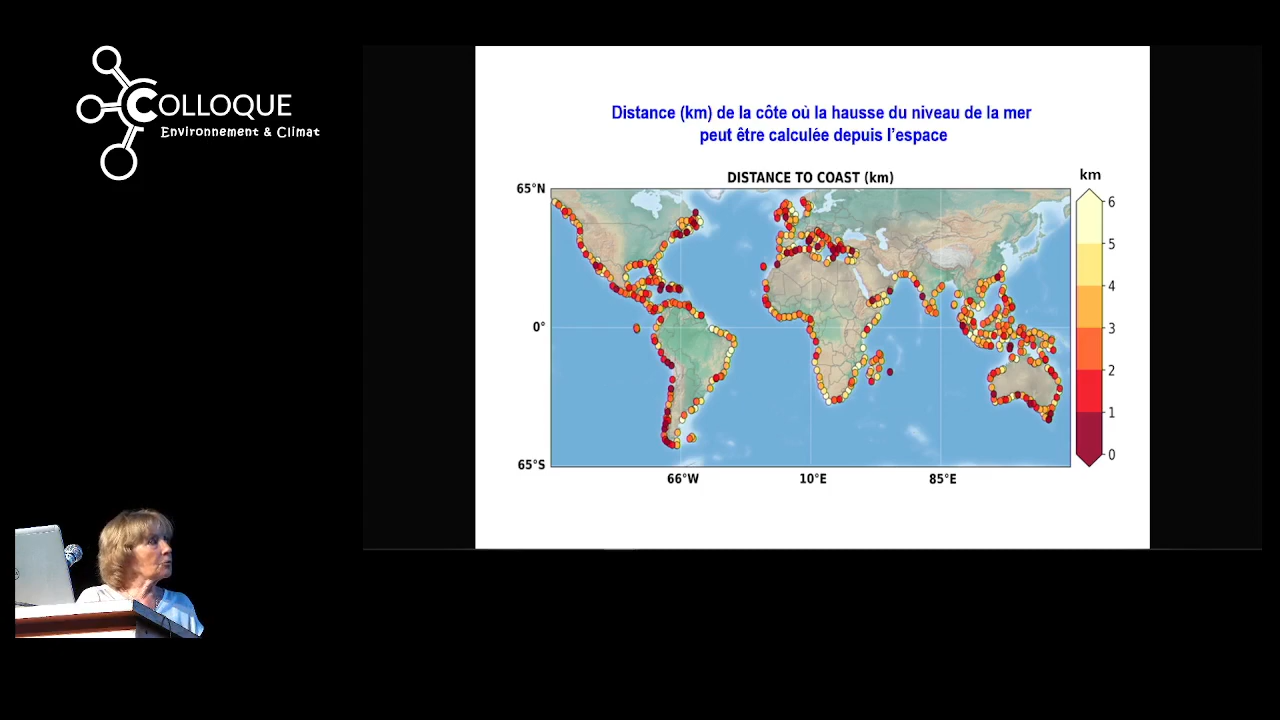 COLLOQUE
Environnement & Climat
Distance (km) de la côte où la hausse du niveau de la mer
peut être calculée depuis l'espace
DISTANCE TO COAST (km)
km
65°N
0°
65°S
66°W
10°E
85°E
6
5
4
3
2
1
0